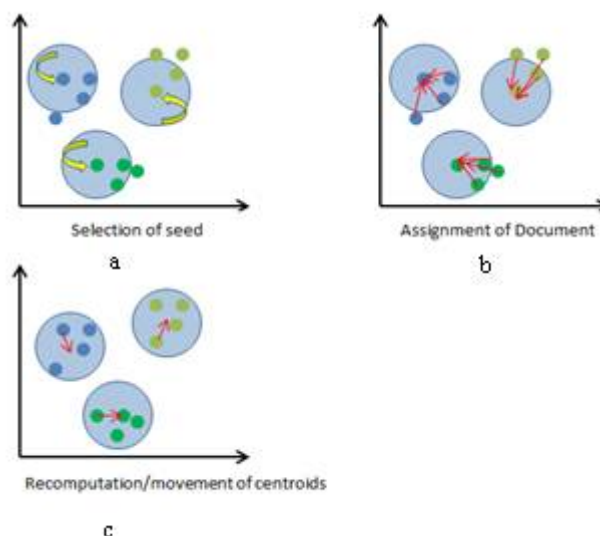 Selection of seed
a
Assignment of Document
b
Recomputation/movement of centroids
c